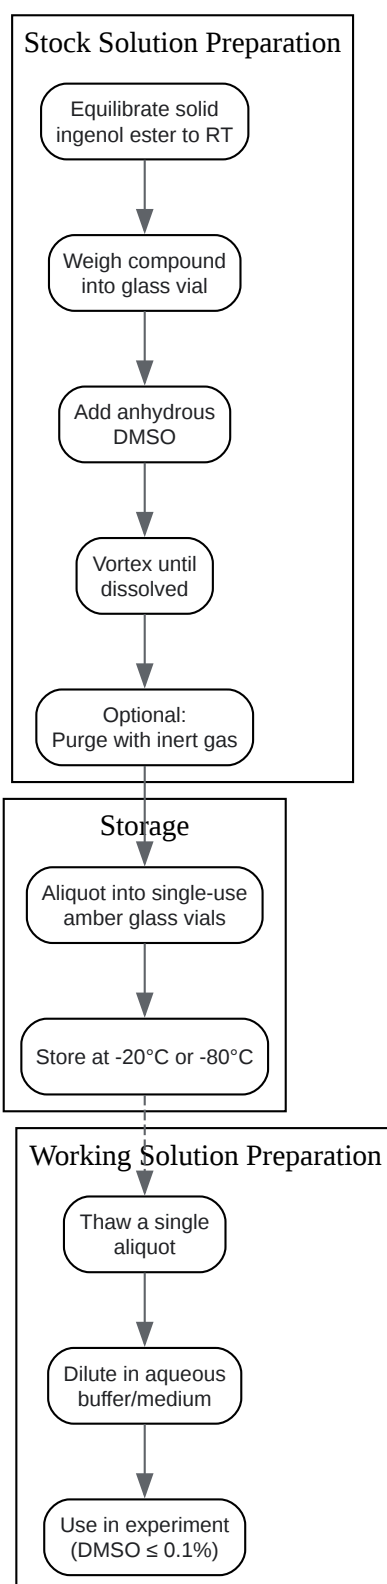 Stock Solution Preparation
Equilibrate solid
ingenol ester to RT
Weigh compound
into glass vial
Add anhydrous
DMSO
Vortex until
dissolved
Optional:
Purge with inert gas
Storage
Aliquot into single-use
amber glass vials
Store at -20°C or -80°C
Working Solution Preparation
Thaw a single
aliquot
Dilute in aqueous
buffer/medium
Use in experiment
(DMSO ≤ 0.1%)